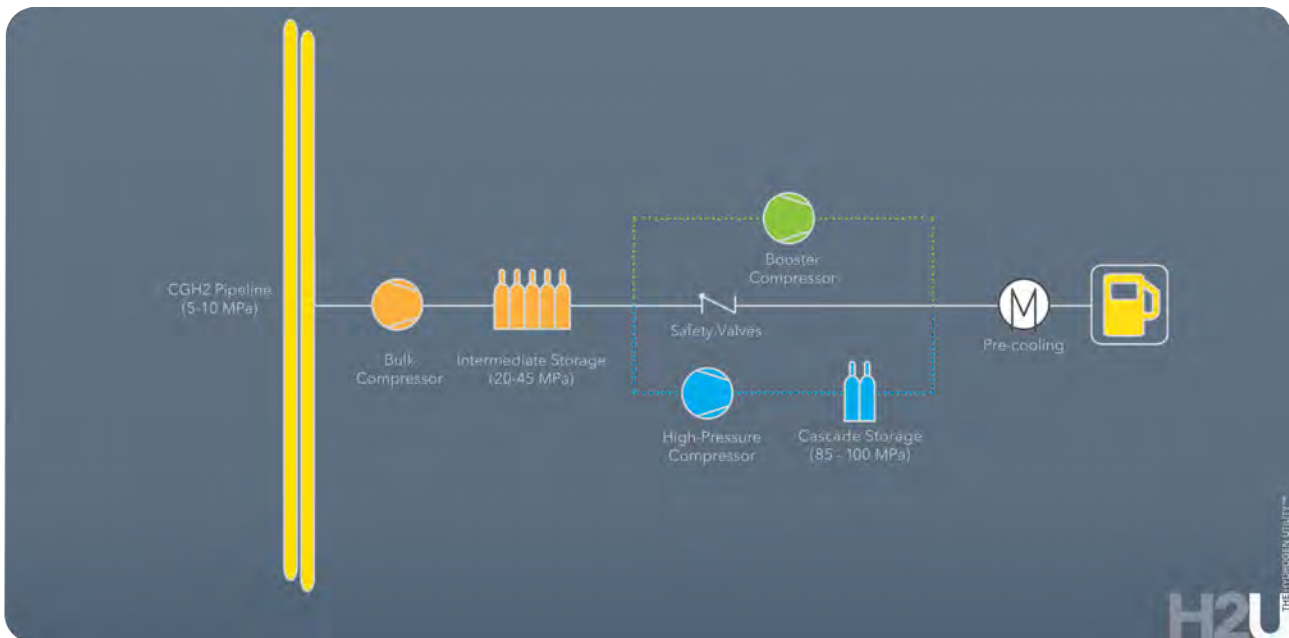 CGH2 Pipeline
(5-10 MPa)
Bulk
Compressor
Intermediate Storage
(20-45 MPa)
Booster
Compressor
Safety Valves
High-Pressure
Compressor
Cascade Storage
(85 - 100 MPa)
Pre-cooling
M
H2U
THE HYDROGEN UTILITY™